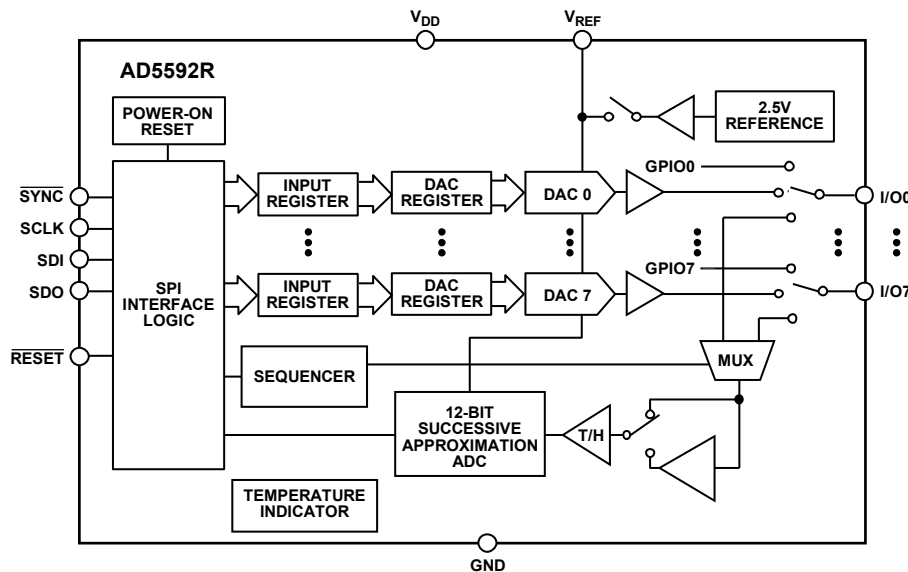 VDD
VREF
AD5592R
POWER-ON
RESET
2.5V
REFERENCE
GPIO0
SYNC
SCLK
SDI
SDO
RESET
SPI
INTERFACE
LOGIC
INPUT
REGISTER
DAC
REGISTER
DAC 0
I/O0
INPUT
REGISTER
DAC
REGISTER
DAC 7
GPIO7
I/O7
SEQUENCER
MUX
12-BIT
SUCCESSIVE
APPROXIMATION
ADC
T/H
TEMPERATURE
INDICATOR
GND